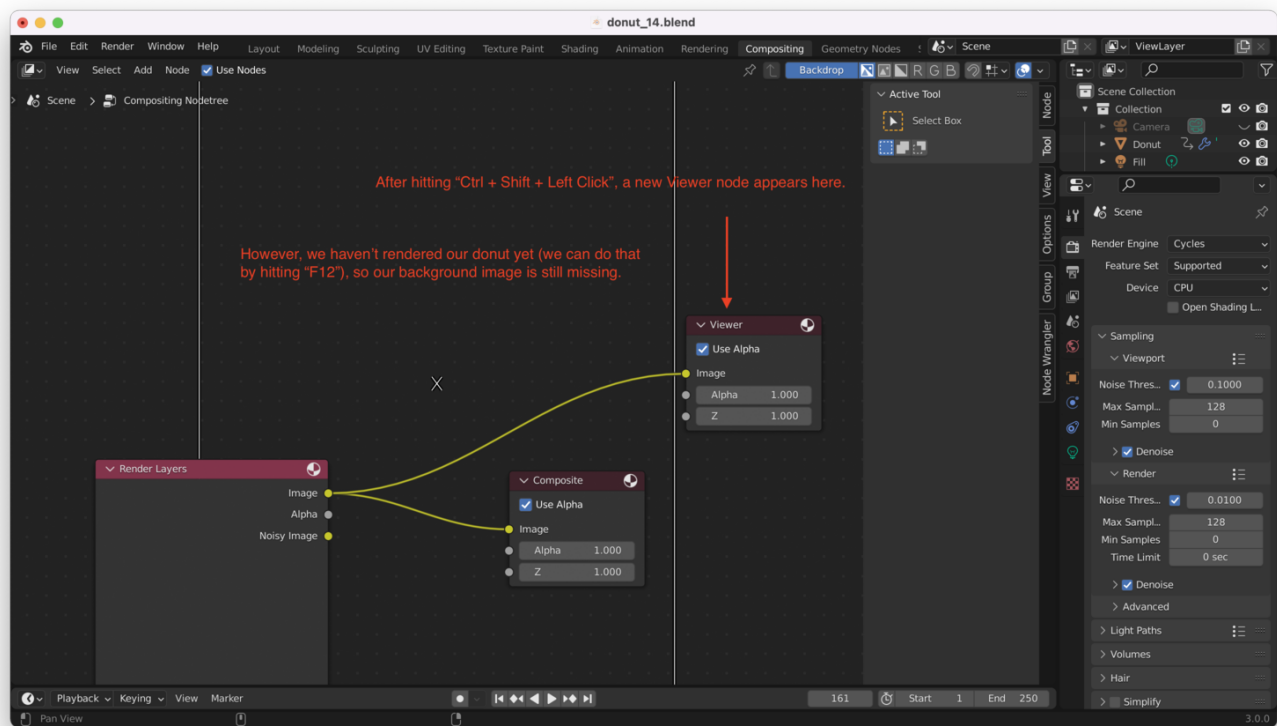 donut_14.blend
File Edit Render Window Help Layout Modeling Sculpting UV Editing Texture Paint Shading Animation Rendering Compositing Geometry Nodes Scene ViewLayer
View Select Add Node Use Nodes Backdrop R G B
Scene > Compositing Nodetree
Active Tool
Select Box
Node
Tool
View
Options
Group
Node Wrangler
After hitting “Ctrl + Shift + Left Click”, a new Viewer node appears here.
However, we haven’t rendered our donut yet (we can do that
by hitting “F12”), so our background image is still missing.
Viewer
Use Alpha
Image
Alpha 1.000
Z 1.000
Render Layers
Image
Alpha
Noisy Image
Composite
Use Alpha
Image
Alpha 1.000
Z 1.000
Scene Collection
Collection
Camera
Donut
Fill
Scene
Render Engine Cycles
Feature Set Supported
Device CPU
Open Shading L...
Sampling
Viewport
Noise Thres... 0.1000
Max Sampl... 128
Min Samples 0
Denoise
Render
Noise Thres... 0.0100
Max Sampl... 128
Min Samples 0
Time Limit 0 sec
Denoise
Advanced
Light Paths
Volumes
Hair
Simplify
Playback Keying View Marker 161 Start 1 End 250
Pan View 3.0.0